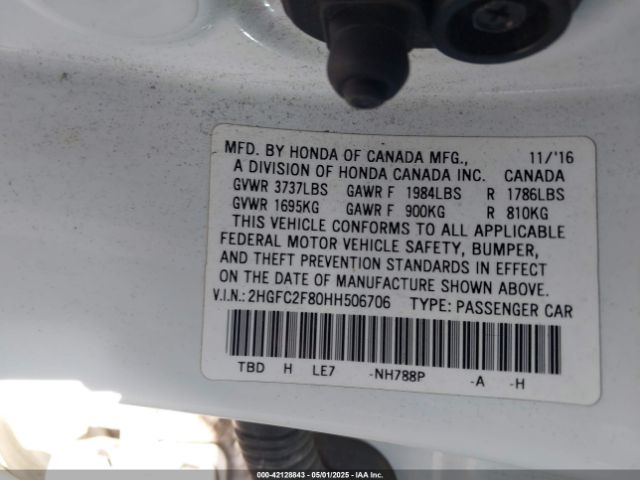 MFD. BY HONDA OF CANADA MFG., 11/'16
A DIVISION OF HONDA CANADA INC. CANADA
GVWR 3737LBS GAWR F 1984LBS R 1786LBS
GVWR 1695KG GAWR F 900KG R 810KG
THIS VEHICLE CONFORMS TO ALL APPLICABLE
FEDERAL MOTOR VEHICLE SAFETY, BUMPER,
AND THEFT PREVENTION STANDARDS IN EFFECT
ON THE DATE OF MANUFACTURE SHOWN ABOVE.
V.I.N.: 2HGFC2F80HH506706 TYPE: PASSENGER CAR
TBD H LE7 -NH788P -A -H
000-42128843 - 05/01/2025 - IAA Inc.